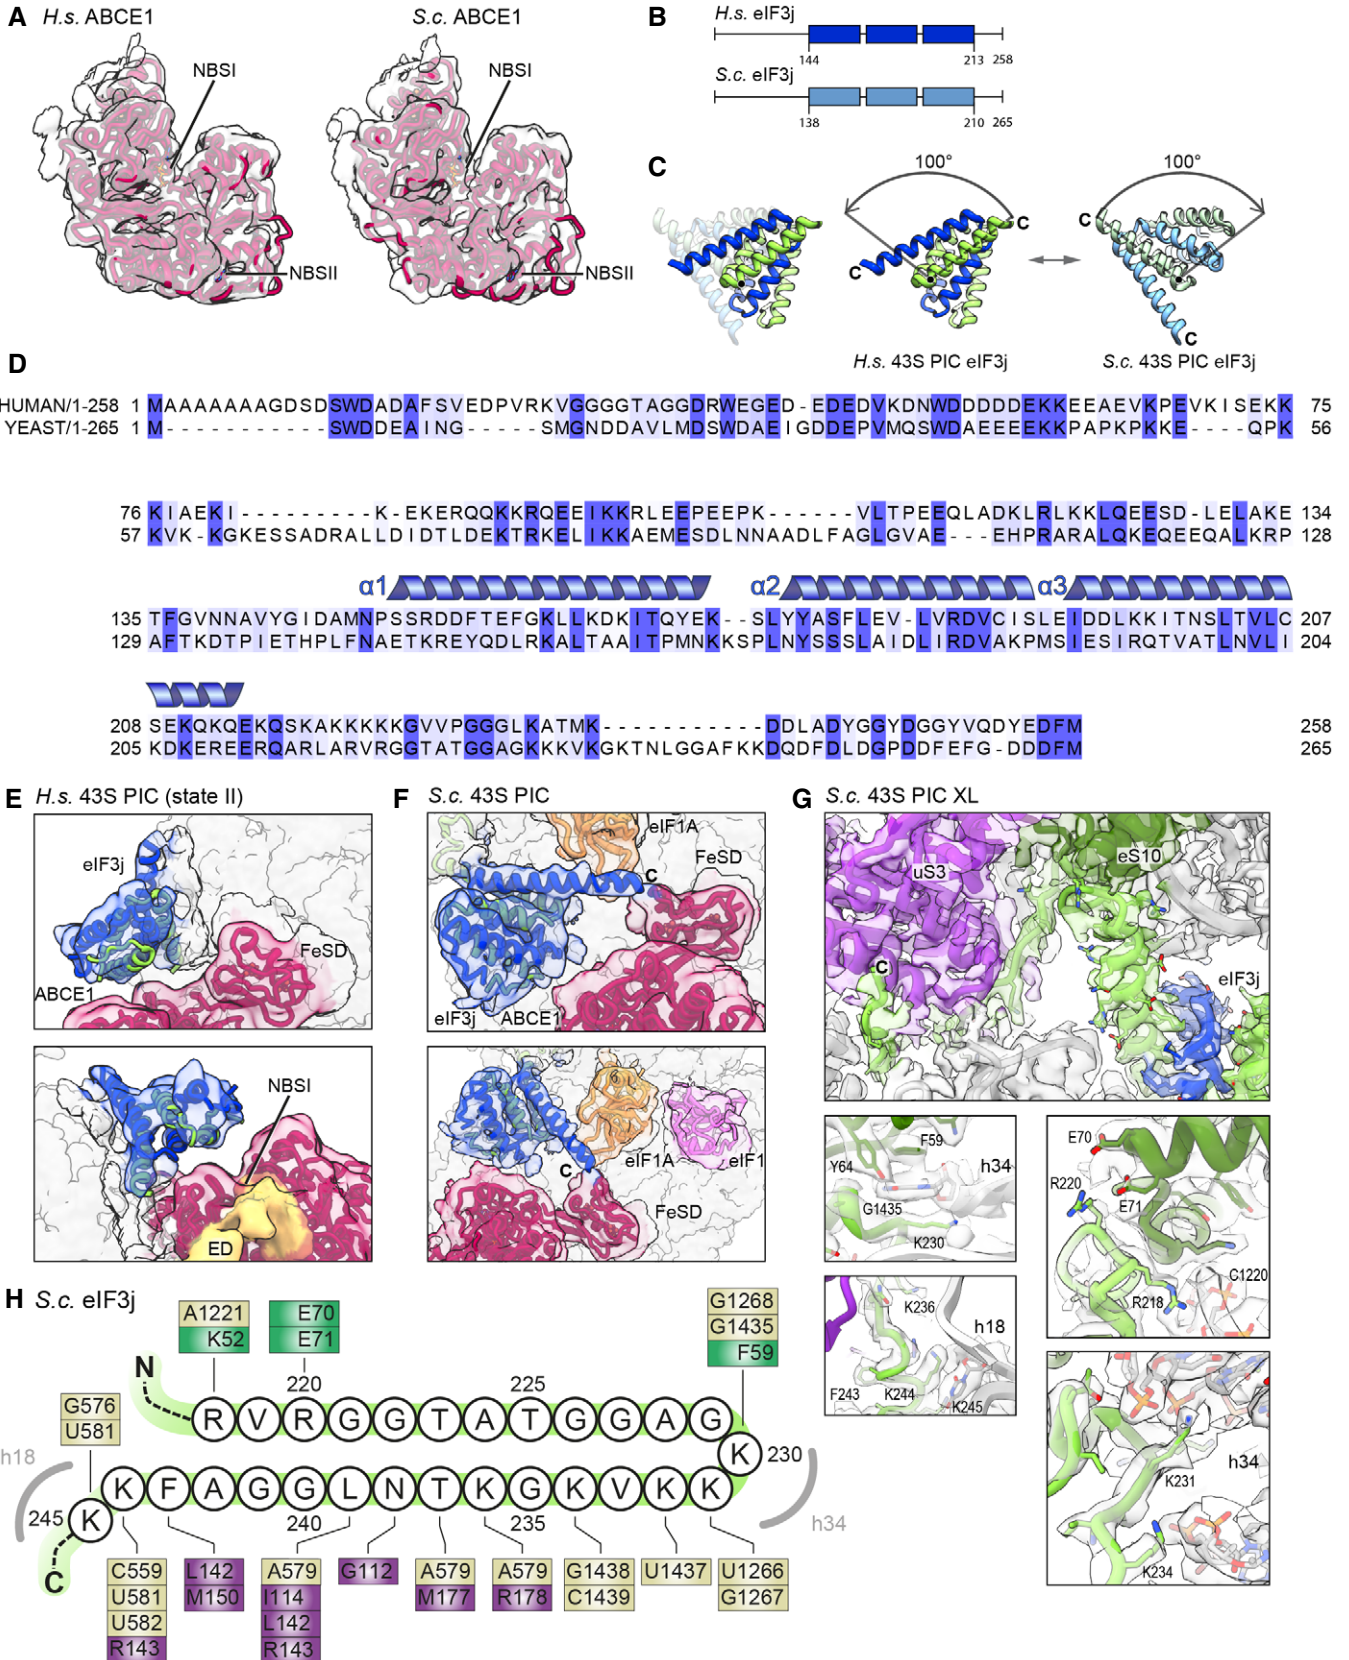 A
H.s. ABCE1
S.c. ABCE1
NBSI
NBSI
NBSII
NBSII
B
H.s. eIF3j
144
213
258
S.c. eIF3j
138
210
265
C
100°
100°
C
C
C
C
H.s. 43S PIC eIF3j
S.c. 43S PIC eIF3j
D
HUMAN/1-258 1 MAAAAAAAGDSDSWDADAFSVEDPVRKVGGGGTAGGDRWEGED-EDEDVKDNWDDDDDEKKEEAEVKPEVKISEKK 75
YEAST/1-265 1 M-----------SWDDEAING-----SMGNDDAVLMDSWDAEIGDDEPVMQSWDAEEEEKKPAPKPKKE----QPK 56
76 KIAEKI---------K-EKERQQKKRQEEIKKRLEEPEEPK------VLTPEEQLADKLRLKKLQEESD-LELAKE 134
57 KVK-KGKESSADRALLDIDTLDEKTRKELIKKAEMESDLNNAADLFAGLGVAE---EHPRARALQKEQEEQALKRP 128
α1
α2
α3
135 TFGVNNAVYGIDAMNPSSRDDFTEFGKLLKDKITQYEK--SLYYASFLEV-LVRDVCISLEIDDLKKITNSLTVLC 207
129 AFTKDTPIETHPLFNAETKREYQDLRKALTAAITPMNKKSPLNYSSSLAIDLIRDVAKPMSIESIRQTVATLNVLI 204
208 SEKQKQEKQSKAKKKKKGVVPGGGLKATMK-----------DDLADYGGYDGGYVQDYEDFM 258
205 KDKEREERQARLARVRGGTATGGAGKKKVKGKTNLGGAFKKDQDFDLDGPDDFEFG-DDDFM 265
E
H.s. 43S PIC (state II)
eIF3j
FeSD
ABCE1
NBSI
ED
F
S.c. 43S PIC
eIF1A
FeSD
C
eIF3j
ABCE1
C
eIF1A
eIF1
FeSD
G
S.c. 43S PIC XL
uS3
eS10
C
eIF3j
F59
Y64
h34
G1435
K230
E70
R220
E71
C1220
R218
K236
h18
F243
K244
K245
K231
h34
K234
H
S.c. eIF3j
A1221
K52
E70
E71
G1268
G1435
F59
N
220
225
G576
U581
R V R G G T A T G G A G
K
230
h18
K F A G G L N T K G K V K K
245
K
240
235
h34
C
C559
U581
U582
R143
L142
M150
A579
I114
L142
R143
G112
A579
M177
A579
R178
G1438
C1439
U1437
U1266
G1267